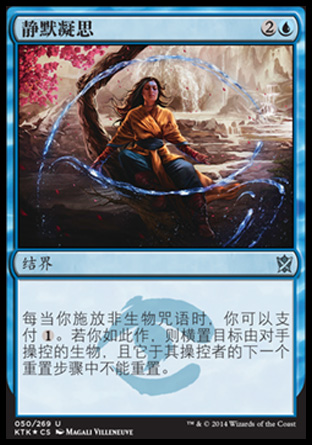 静默凝思 2
结界
每当你施放非生物咒语时，你可以支
付1。若你如此作，则横置目标由对手
操控的生物，且它于其操控者的下一个
重置步骤中不能重置。
050/269 U
KTK ★ CS MAGALI VILLENEUVE
™ & © 2014 Wizards of the Coast